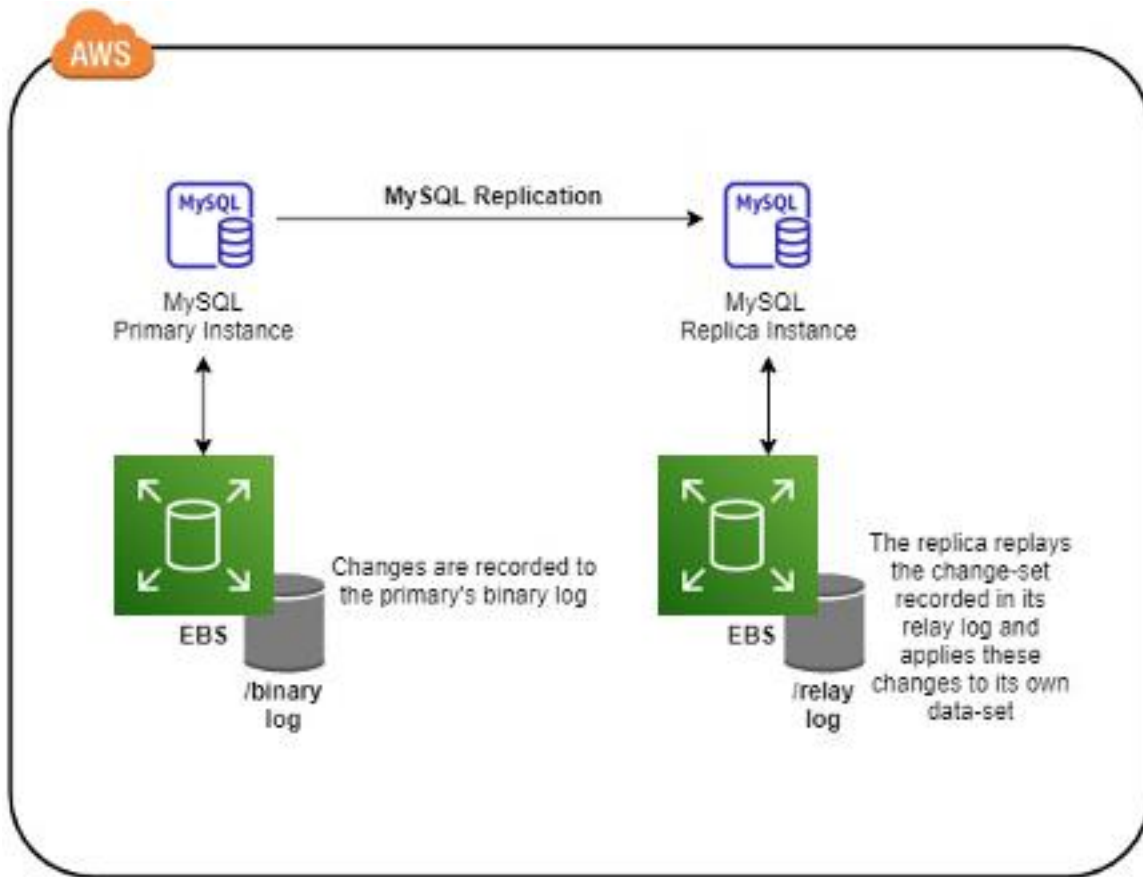 AWS
MySQL Replication
MySQL
MySQL
MySQL
Primary Instance
MySQL
Replica Instance
Changes are recorded to
the primary's binary log
EBS
/binary
log
The replica replays
the change-set
recorded in its
relay log and
applies these
changes to its own
data-set
EBS
/relay
log